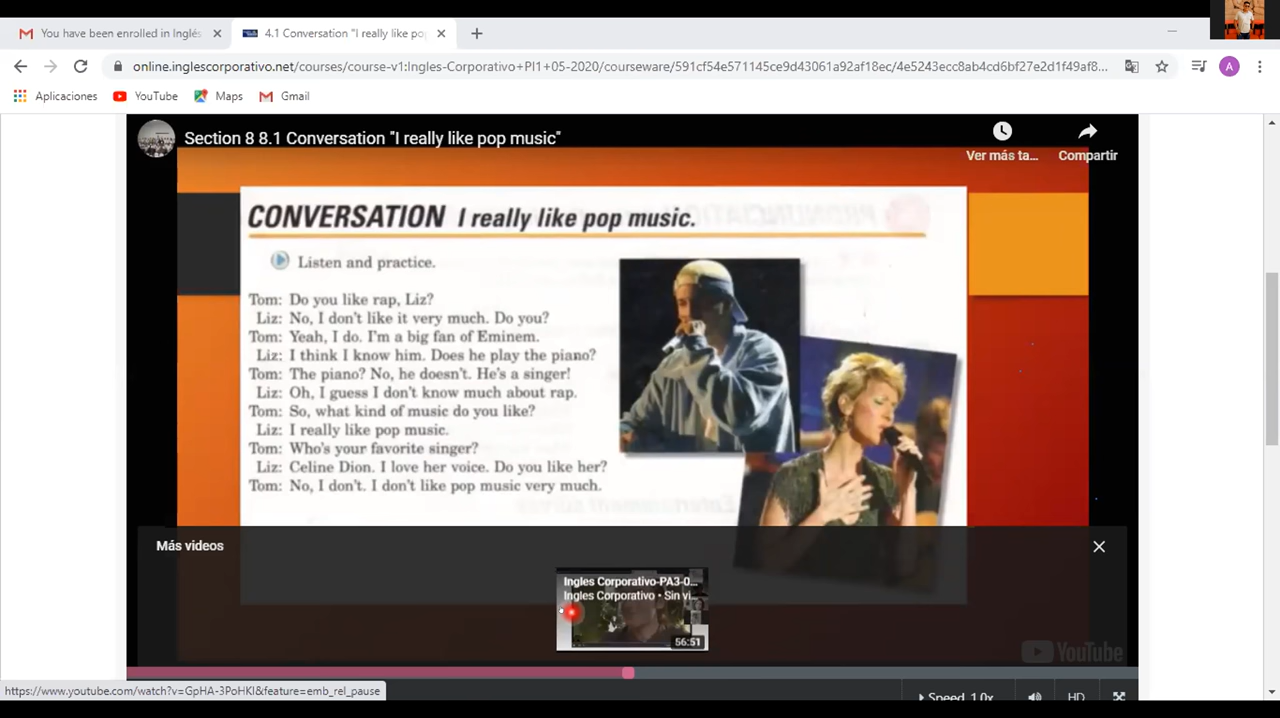 You have been enrolled in Inglés
4.1 Conversation "I really like po
online.inglescorporativo.net/courses/course-v1:Ingles-Corporativo+PI1+05-2020/courseware/591cf54e571145ce9d43061a92af18ec/4e5243ecc8ab4cd6bf27e2d1f49af8...
A
Aplicaciones YouTube Maps Gmail
Section 8 8.1 Conversation "I really like pop music"
Ver más ta... Compartir
CONVERSATION I really like pop music.
Listen and practice.
Tom: Do you like rap, Liz?
Liz: No, I don't like it very much. Do you?
Tom: Yeah, I do. I'm a big fan of Eminem.
Liz: I think I know him. Does he play the piano?
Tom: The piano? No, he doesn't. He's a singer!
Liz: Oh, I guess I don't know much about rap.
Tom: So, what kind of music do you like?
Liz: I really like pop music.
Tom: Who's your favorite singer?
Liz: Celine Dion. I love her voice. Do you like her?
Tom: No, I don't. I don't like pop music very much.
Más videos
Ingles Corporativo-PA3-0...
Ingles Corporativo • Sin vi...
56:51
YouTube
https://www.youtube.com/watch?v=GpHA-3PoHKI&feature=emb_rel_pause
Speed 1.0x HD